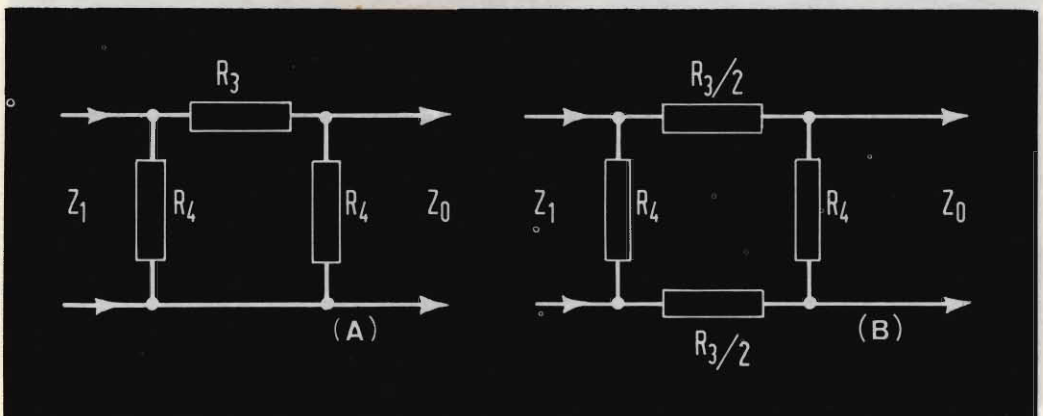 R₃
Z₁ R₄ R₄ Z₀
(A)
R₃/2
Z₁ R₄ R₄ Z₀
R₃/2
(B)